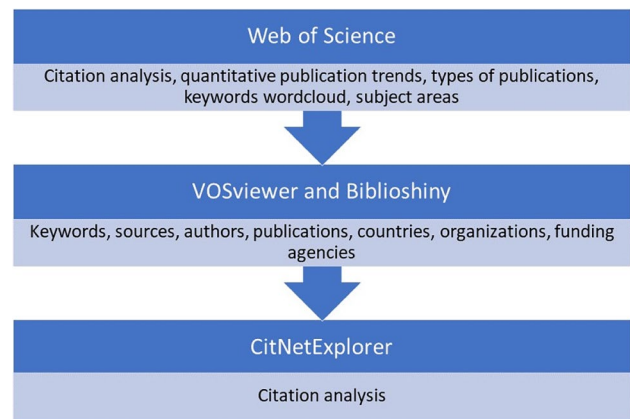 Web of Science
Citation analysis, quantitative publication trends, types of publications,
keywords wordcloud, subject areas
VOSviewer and Biblioshiny
Keywords, sources, authors, publications, countries, organizations, funding
agencies
CitNetExplorer
Citation analysis